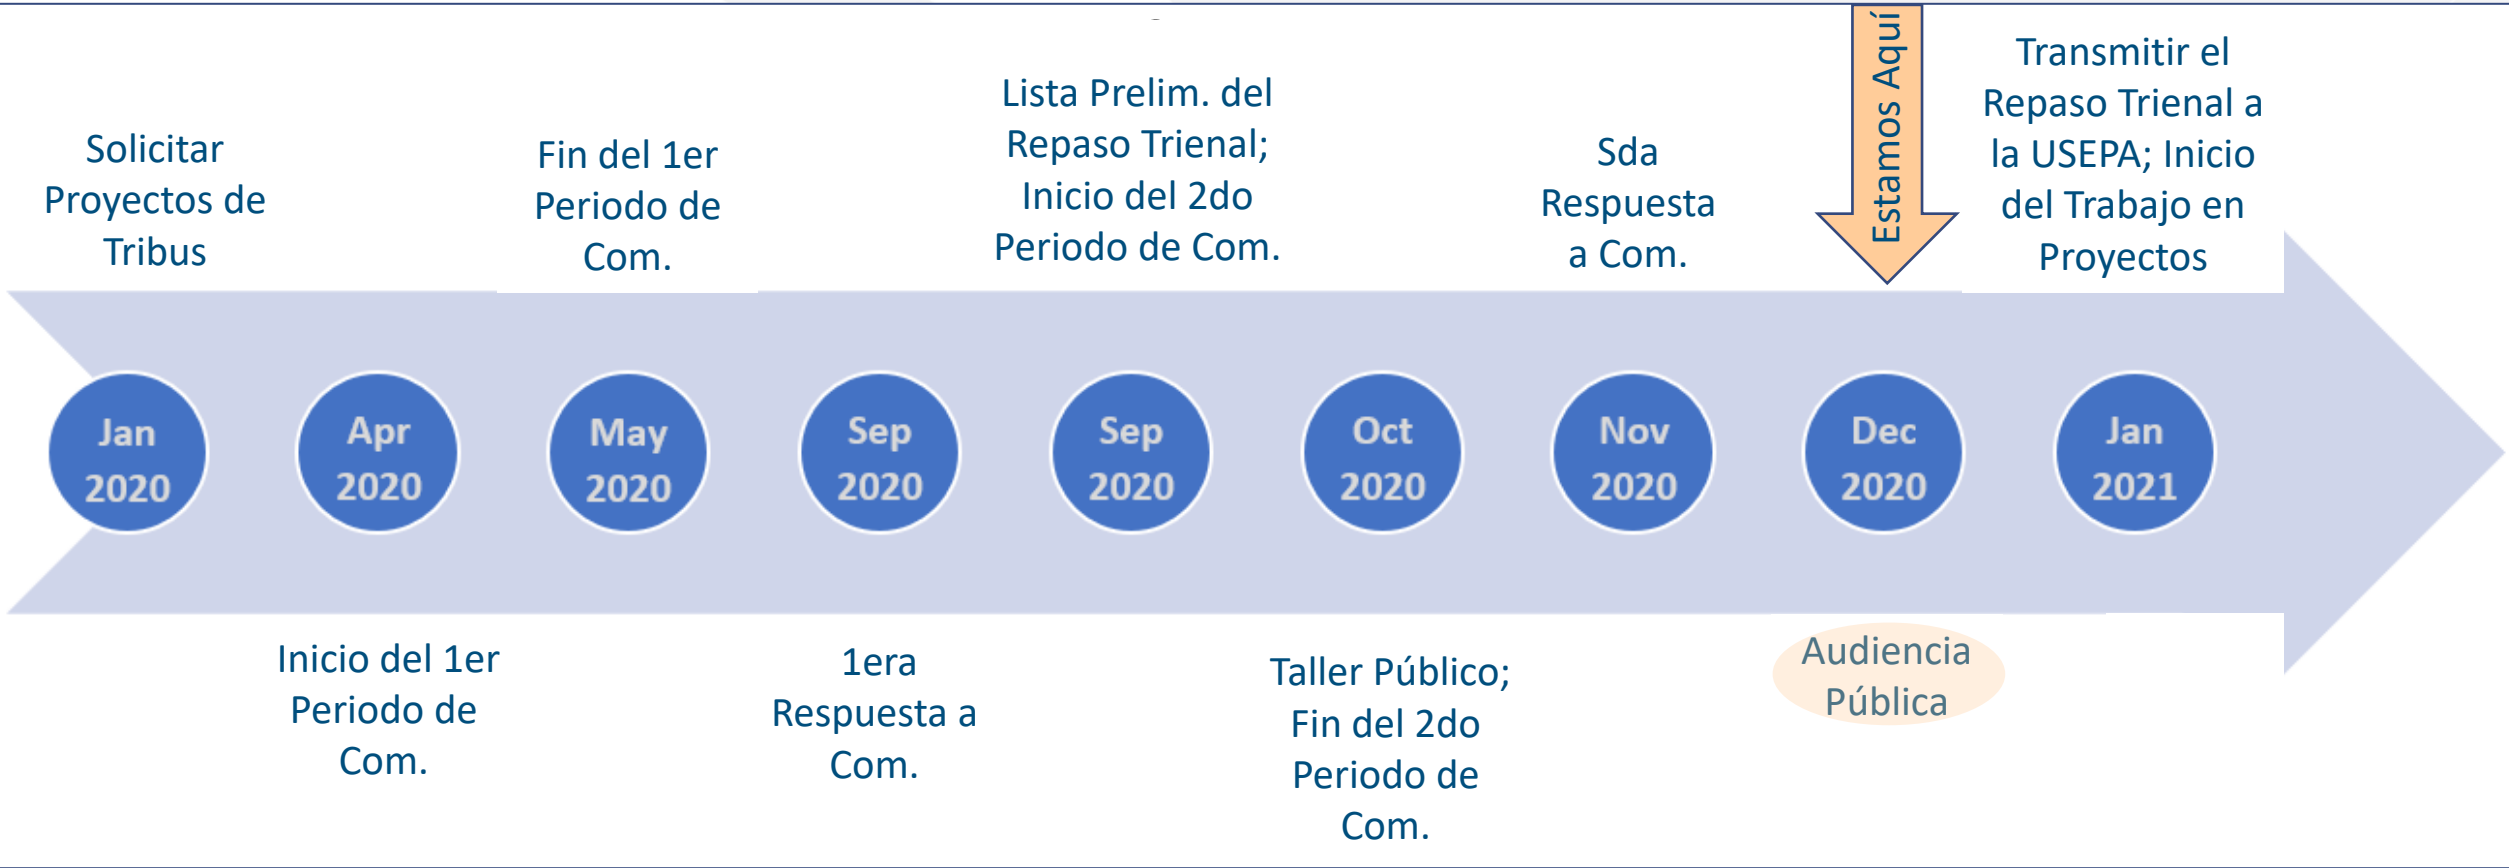 Solicitar
Proyectos de
Tribus
Fin del 1er
Periodo de
Com.
Lista Prelim. del
Repaso Trienal;
Inicio del 2do
Periodo de Com.
Sda
Respuesta
a Com.
Estamos Aquí
Transmitir el
Repaso Trienal a
la USEPA; Inicio
del Trabajo en
Proyectos
Jan
2020
Apr
2020
May
2020
Sep
2020
Sep
2020
Oct
2020
Nov
2020
Dec
2020
Jan
2021
Inicio del 1er
Periodo de
Com.
1era
Respuesta a
Com.
Taller Público;
Fin del 2do
Periodo de
Com.
Audiencia
Pública